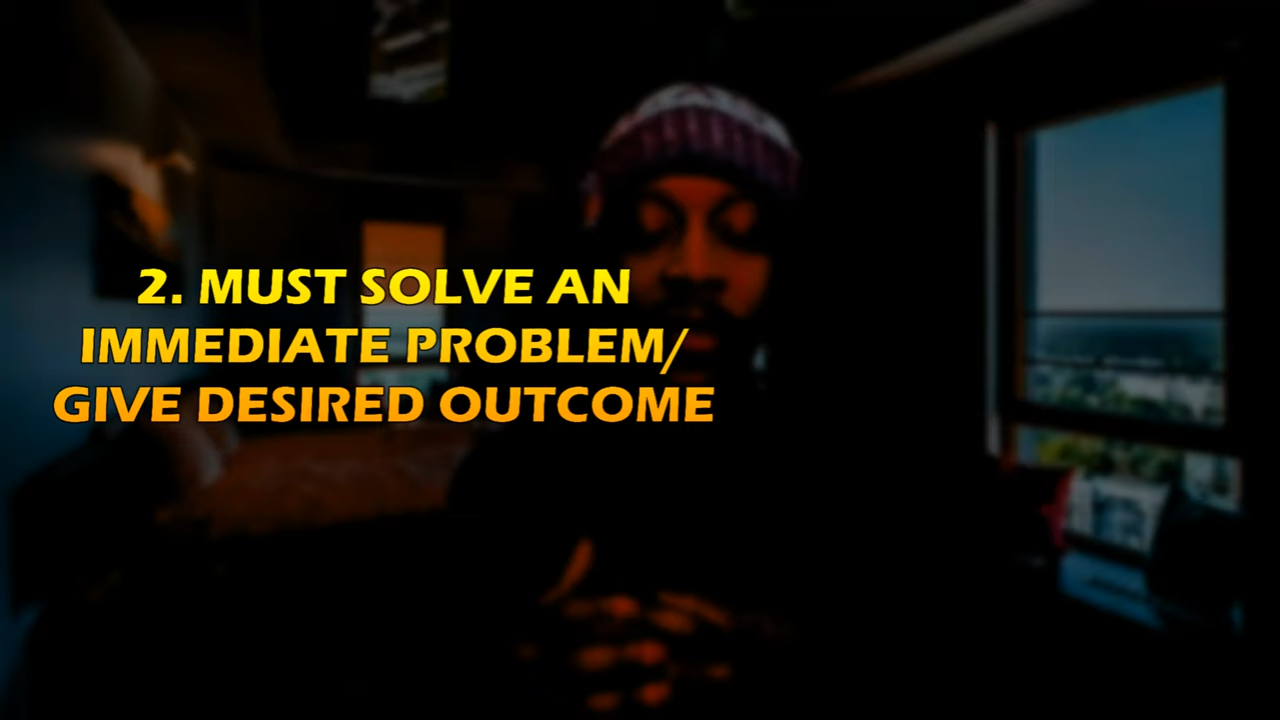 2. MUST SOLVE AN
IMMEDIATE PROBLEM/
GIVE DESIRED OUTCOME